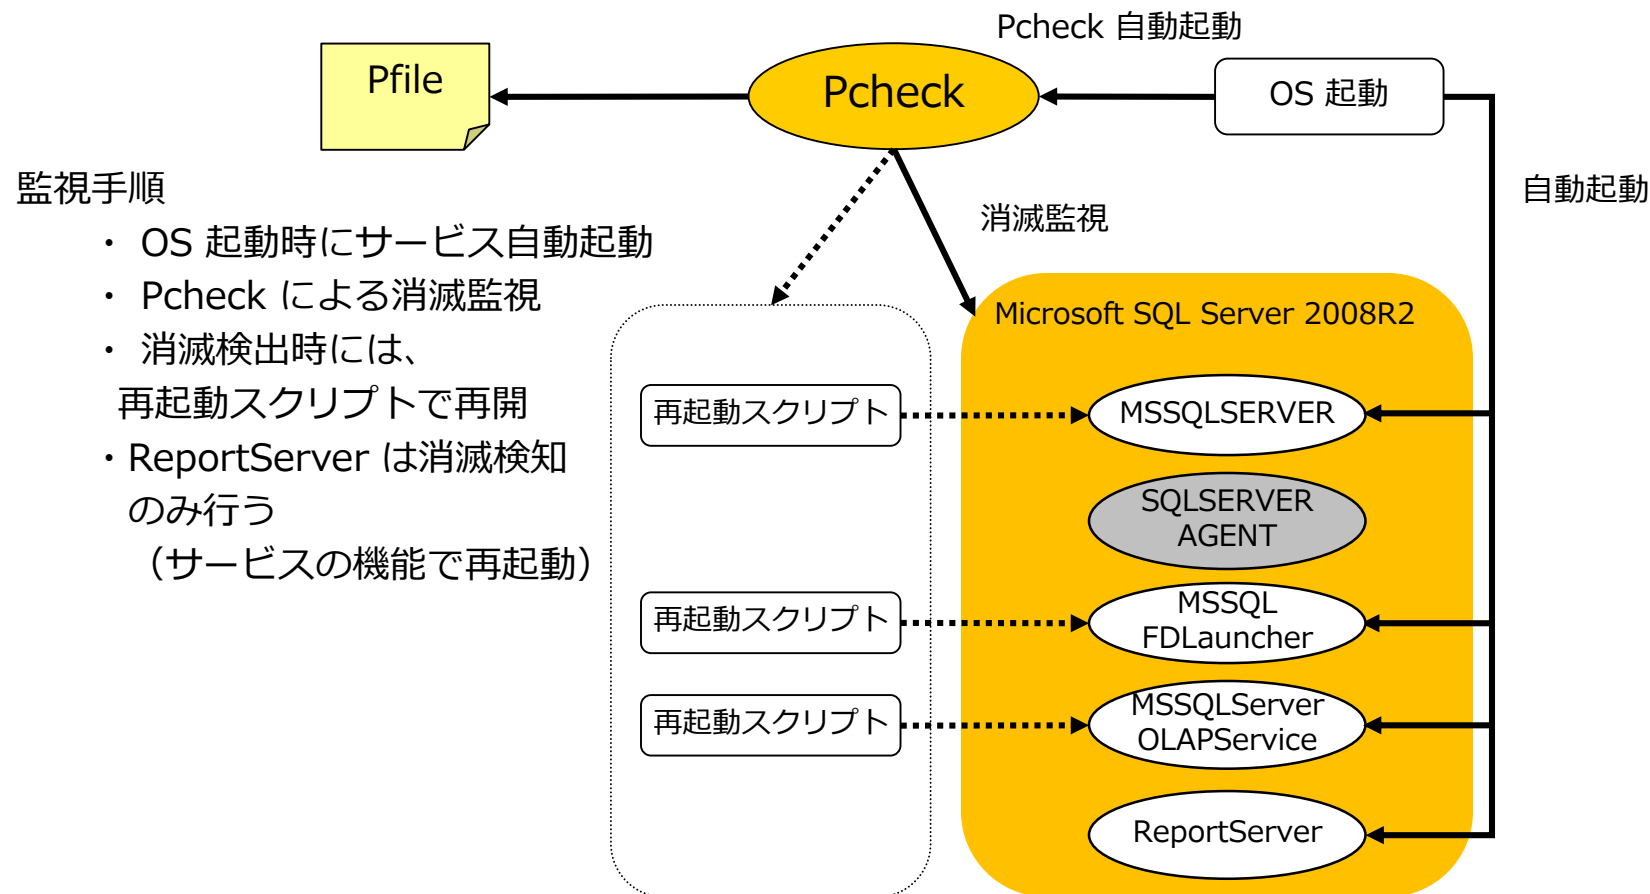 Pcheck 自動起動
Pfile
Pcheck
OS 起動
監視手順
自動起動
消滅監視
・ OS 起動時にサービス自動起動
・ Pcheck による消滅監視
・ 消滅検出時には、
再起動スクリプトで再開
・ReportServer は消滅検知
のみ行う
（サービスの機能で再起動）
Microsoft SQL Server 2008R2
再起動スクリプト
MSSQLSERVER
SQLSERVER
AGENT
再起動スクリプト
MSSQL
FDLauncher
再起動スクリプト
MSSQLServer
OLAPService
ReportServer